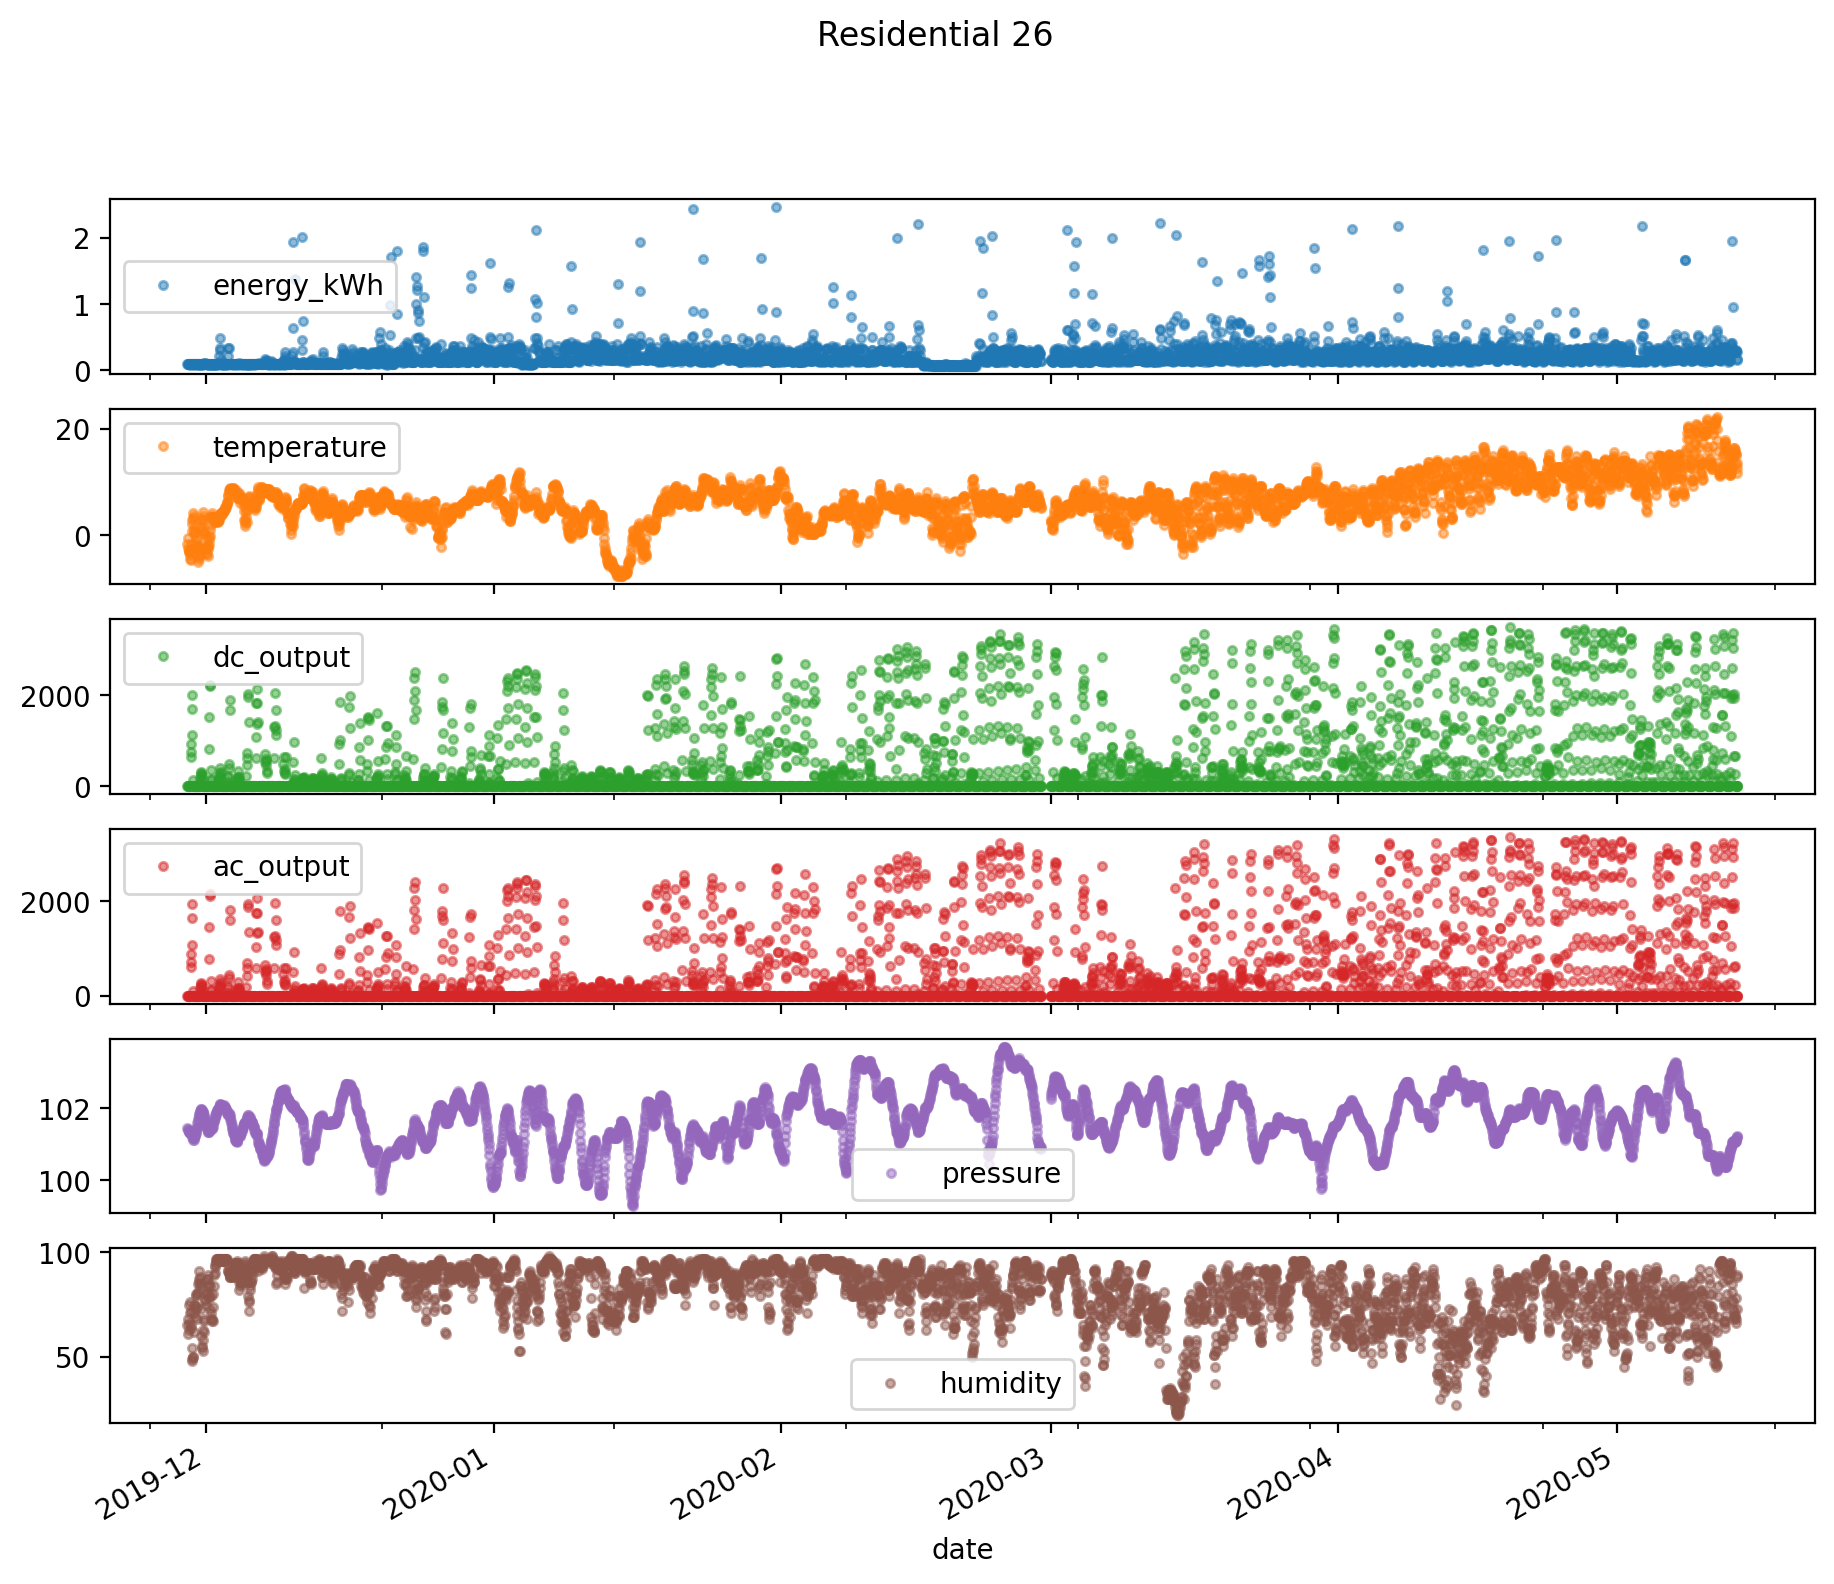 Residential 26
2
1
0
energy_kWh
20
0
temperature
2000
0
dc_output
2000
0
ac_output
102
100
pressure
100
50
humidity
2019-12
2020-01
2020-02
2020-03
2020-04
2020-05
date